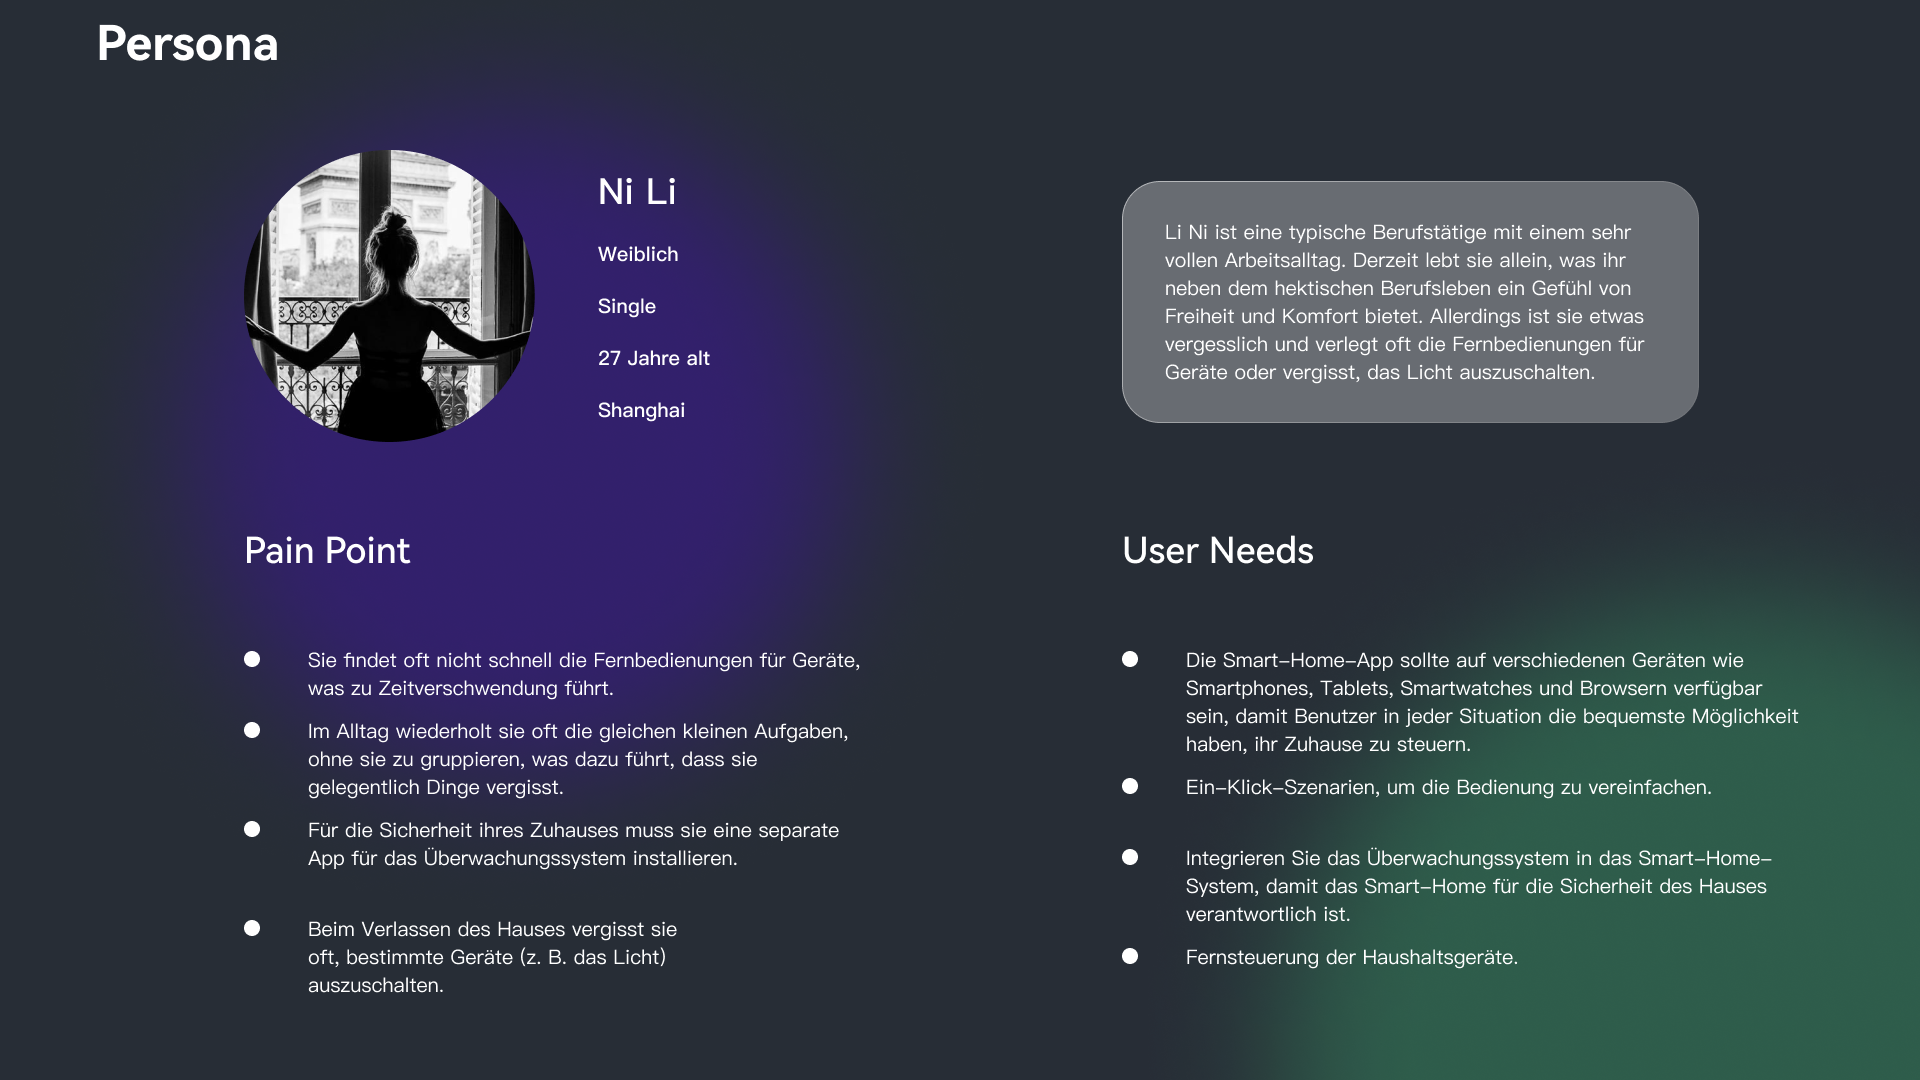 Persona
Ni Li
Weiblich
Single
27 Jahre alt
Shanghai
Li Ni ist eine typische Berufstätige mit einem sehr
vollen Arbeitsalltag. Derzeit lebt sie allein, was ihr
neben dem hektischen Berufsleben ein Gefühl von
Freiheit und Komfort bietet. Allerdings ist sie etwas
vergesslich und verlegt oft die Fernbedienungen für
Geräte oder vergisst, das Licht auszuschalten.
Pain Point
Sie findet oft nicht schnell die Fernbedienungen für Geräte,
was zu Zeitverschwendung führt.
Im Alltag wiederholt sie oft die gleichen kleinen Aufgaben,
ohne sie zu gruppieren, was dazu führt, dass sie
gelegentlich Dinge vergisst.
Für die Sicherheit ihres Zuhauses muss sie eine separate
App für das Überwachungssystem installieren.
Beim Verlassen des Hauses vergisst sie
oft, bestimmte Geräte (z. B. das Licht)
auszuschalten.
User Needs
Die Smart-Home-App sollte auf verschiedenen Geräten wie
Smartphones, Tablets, Smartwatches und Browsern verfügbar
sein, damit Benutzer in jeder Situation die bequemste Möglichkeit
haben, ihr Zuhause zu steuern.
Ein-Klick-Szenarien, um die Bedienung zu vereinfachen.
Integrieren Sie das Überwachungssystem in das Smart-Home-
System, damit das Smart-Home für die Sicherheit des Hauses
verantwortlich ist.
Fernsteuerung der Haushaltsgeräte.